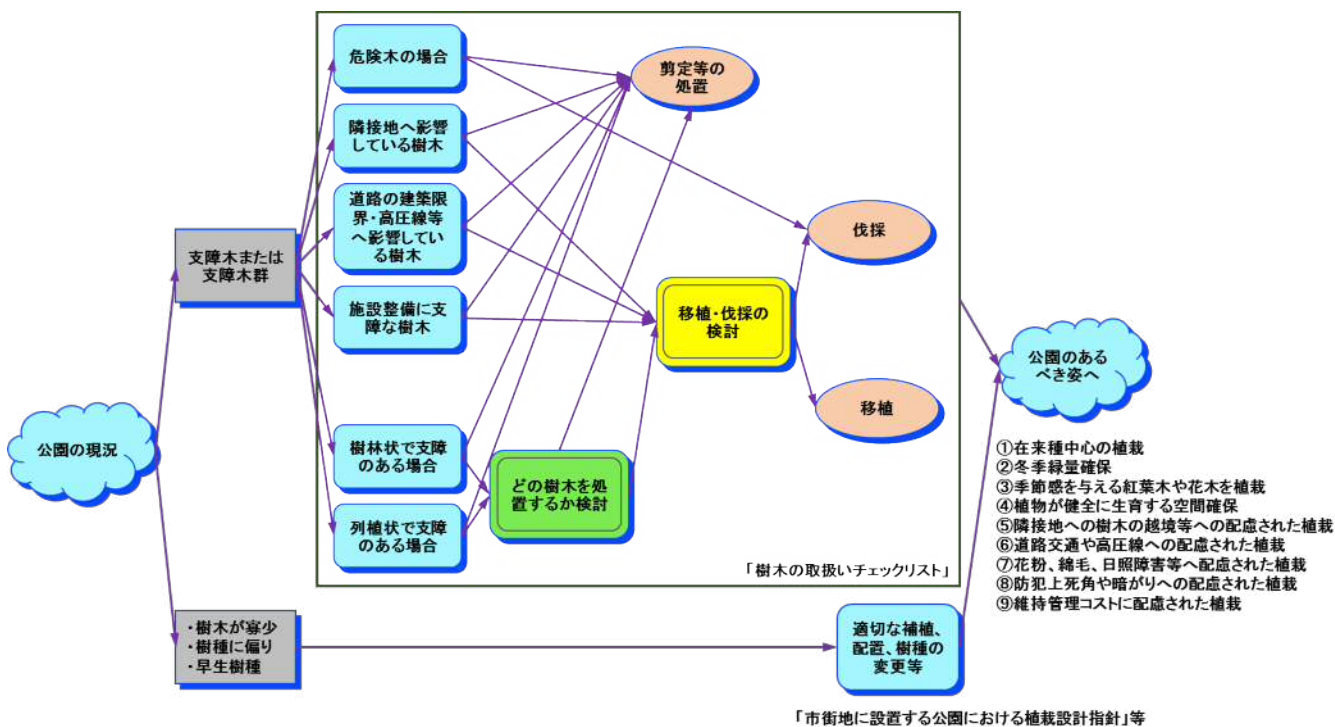 公園の現況
支障木または
支障木群
・樹木が寡少
・樹種に偏り
・早生樹種
危険木の場合
隣接地へ影響
している樹木
道路の建築限
界・高圧線等
へ影響してい
る樹木
施設整備に支
障な樹木
樹林状で支障
のある場合
列植状で支障
のある場合
どの樹木を処
置するか検討
剪定等の
処置
移植・伐採の
検討
伐採
移植
「樹木の取扱いチェックリスト」
適切な補植、
配置、樹種の
変更等
「市街地に設置する公園における植栽設計指針」等
公園のある
べき姿へ
①在来種中心の植栽
②冬季緑量確保
③季節感を与える紅葉木や花木を植栽
④植物が健全に生育する空間確保
⑤隣接地への樹木の越境等への配慮された植栽
⑥道路交通や高圧線への配慮された植栽
⑦花粉、綿毛、日照障害等へ配慮された植栽
⑧防犯上死角や暗がりへの配慮された植栽
⑨維持管理コストに配慮された植栽